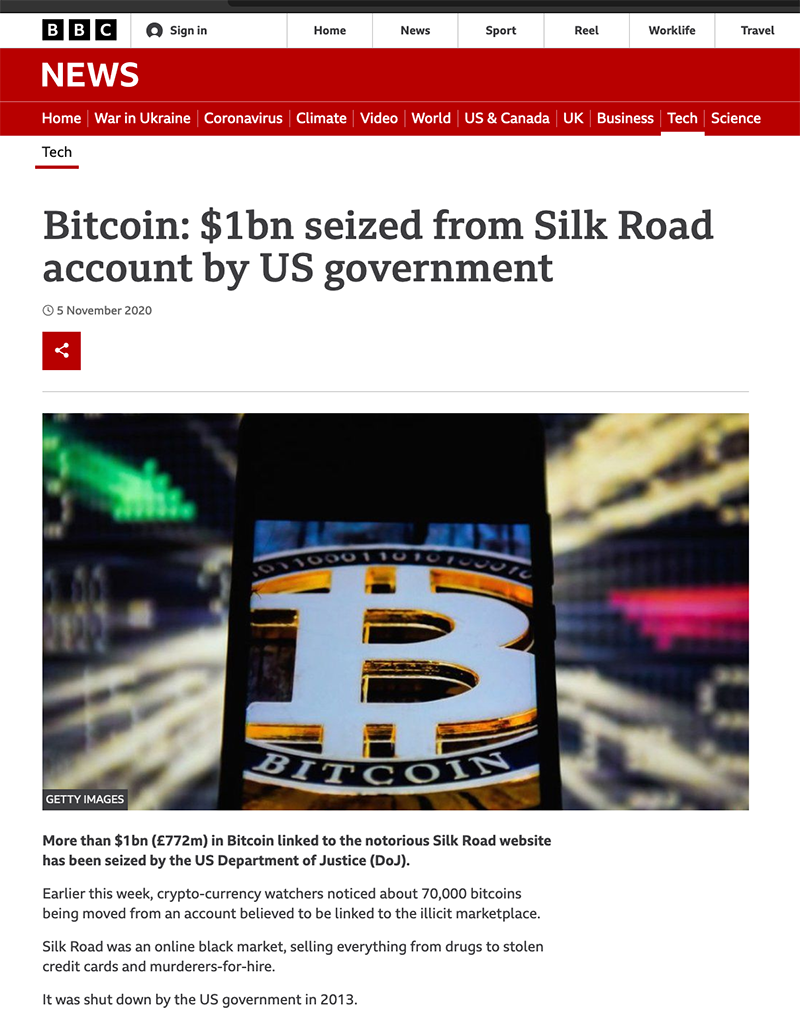 BBC Sign in Home News Sport Reel Worklife Travel
NEWS
Home War in Ukraine Coronavirus Climate Video World US & Canada UK Business Tech Science
Tech
Bitcoin: $1bn seized from Silk Road
account by US government
5 November 2020
BITCOIN
GETTY IMAGES
More than $1bn (£772m) in Bitcoin linked to the notorious Silk Road website
has been seized by the US Department of Justice (DoJ).
Earlier this week, crypto-currency watchers noticed about 70,000 bitcoins
being moved from an account believed to be linked to the illicit marketplace.
Silk Road was an online black market, selling everything from drugs to stolen
credit cards and murderers-for-hire.
It was shut down by the US government in 2013.